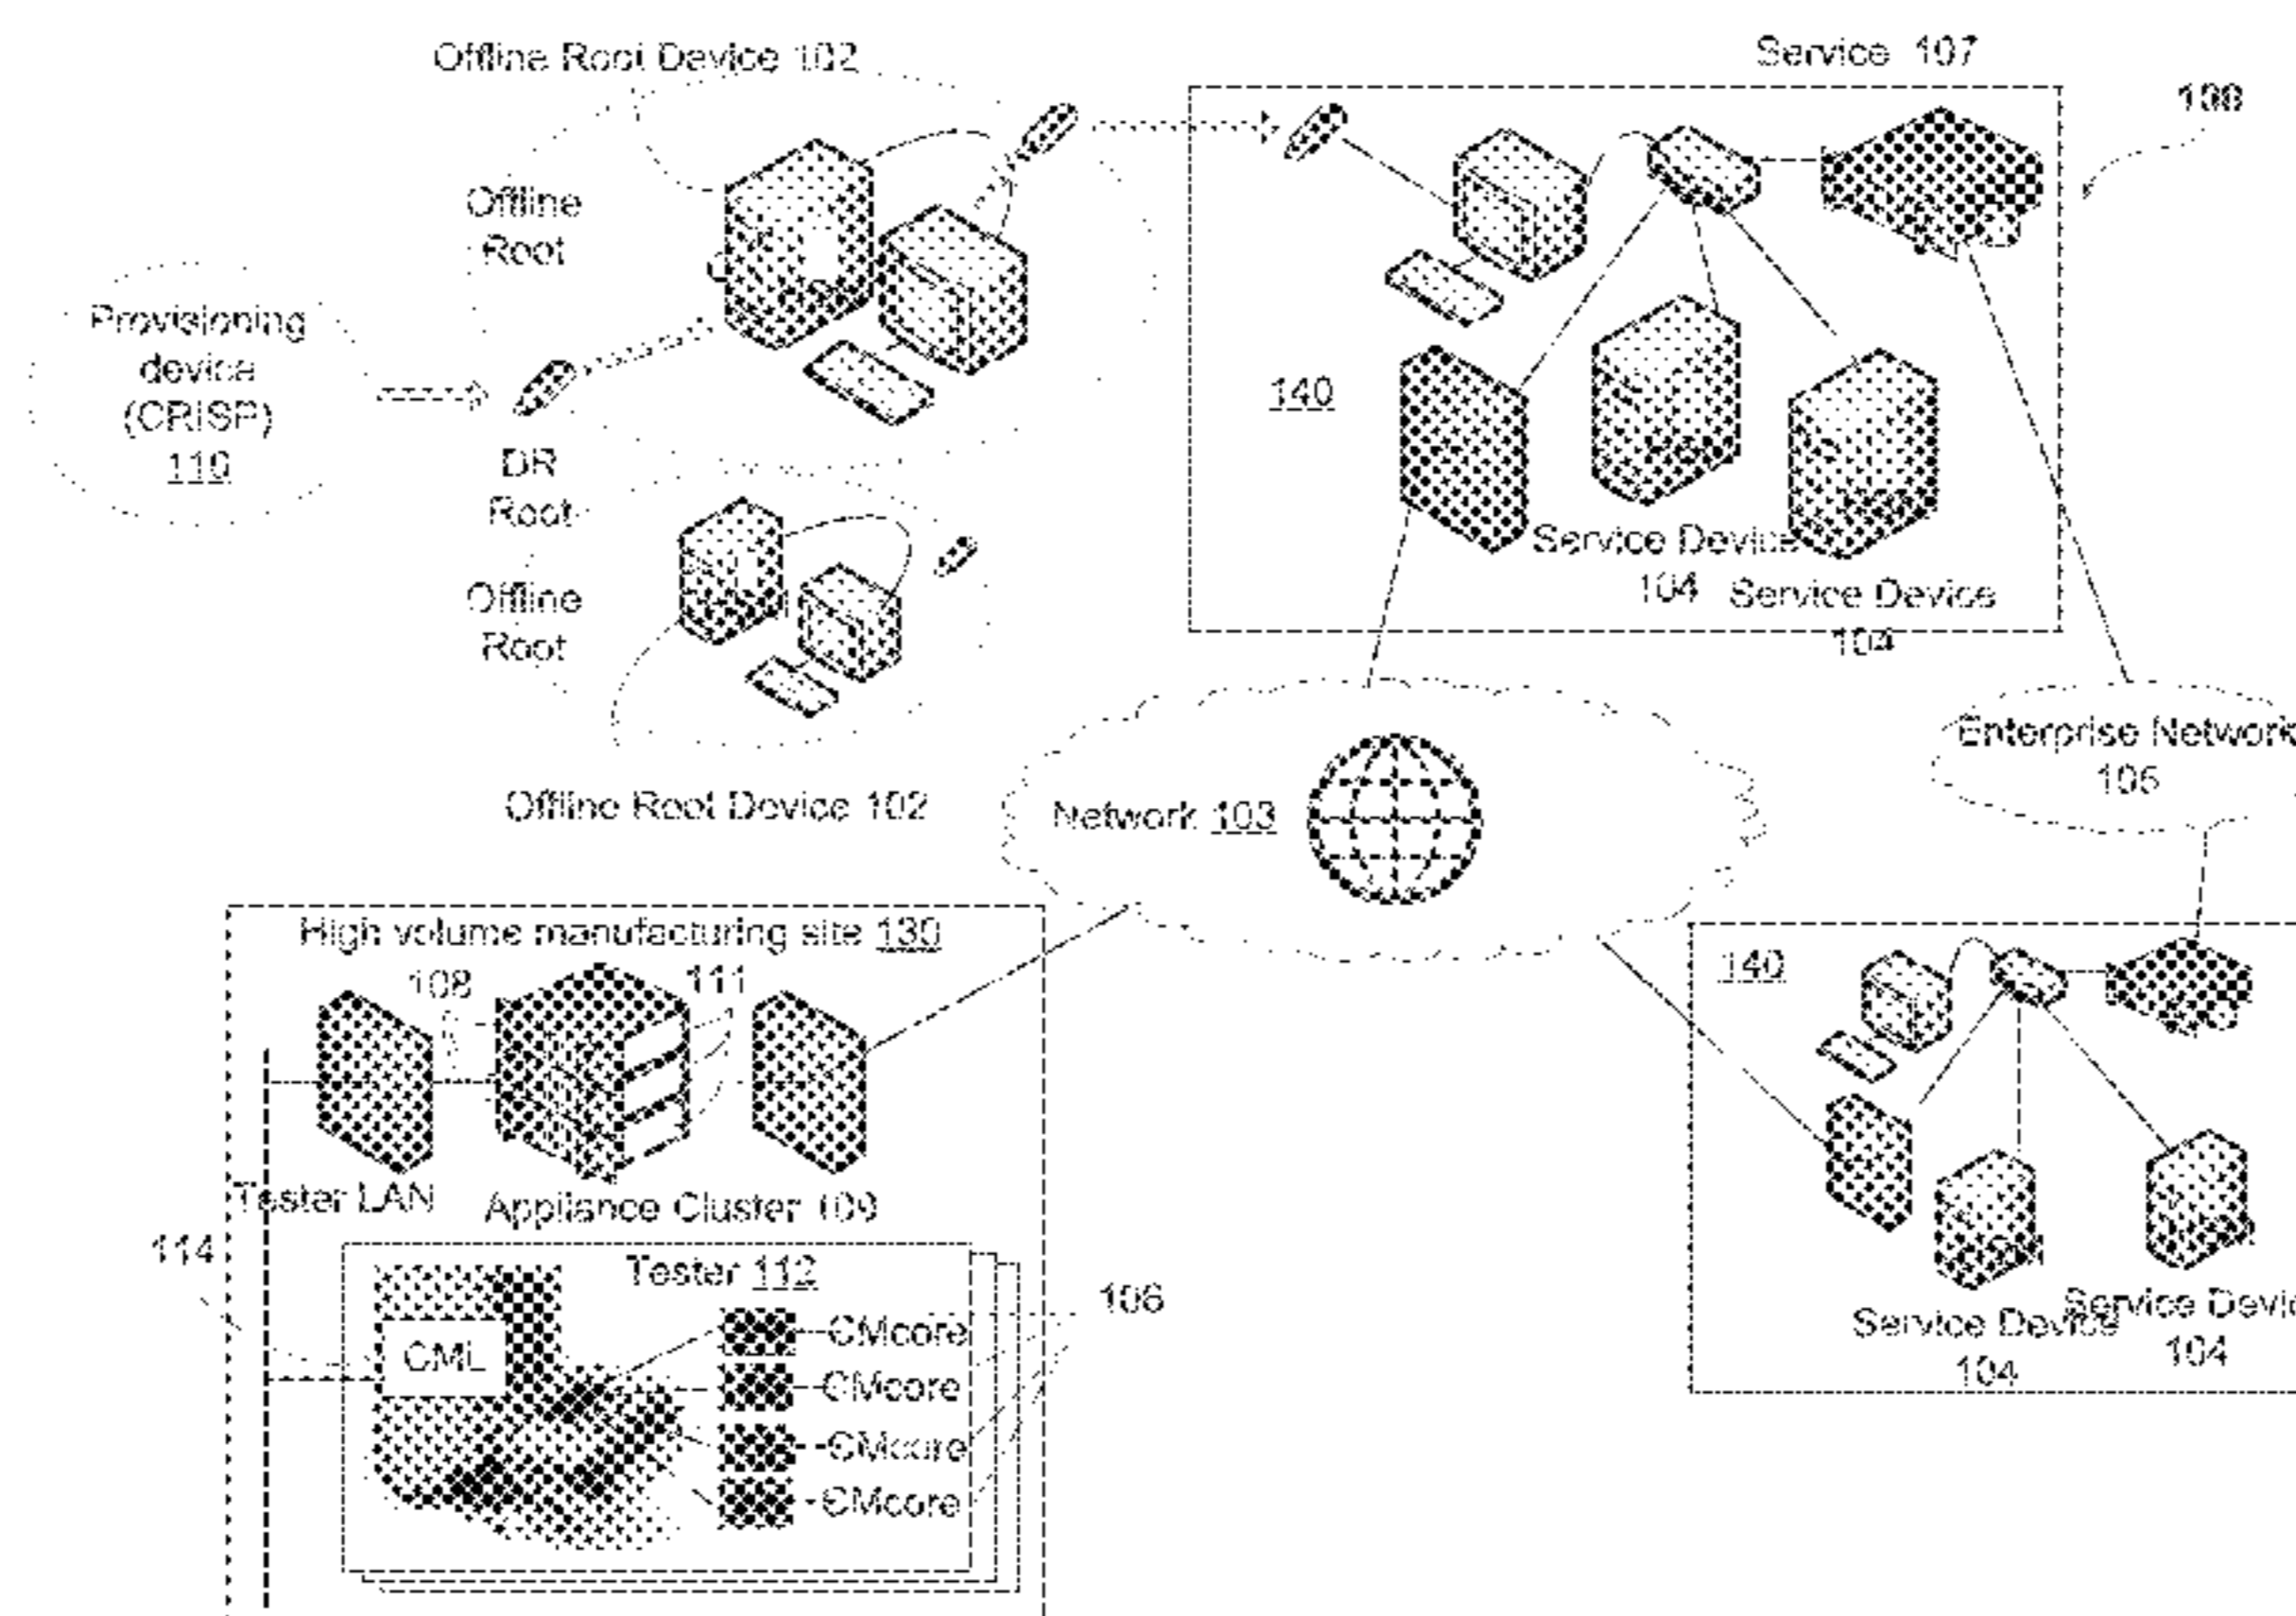 Offline Root Device 102
Service 107
100
Offline
Root
Provisioning
device
(CRISP)
110
DR
Root
140
Service Device
104
Service Device
104
Offline
Root
Offline Root Device 102
Network 103
Enterprise Network
105
High volume manufacturing site 130
108
111
140
Tester LAN
Appliance Cluster 109
114
Tester 112
106
CML
CMcore
CMcore
CMcore
CMcore
Service Device
104
Service Devic
104